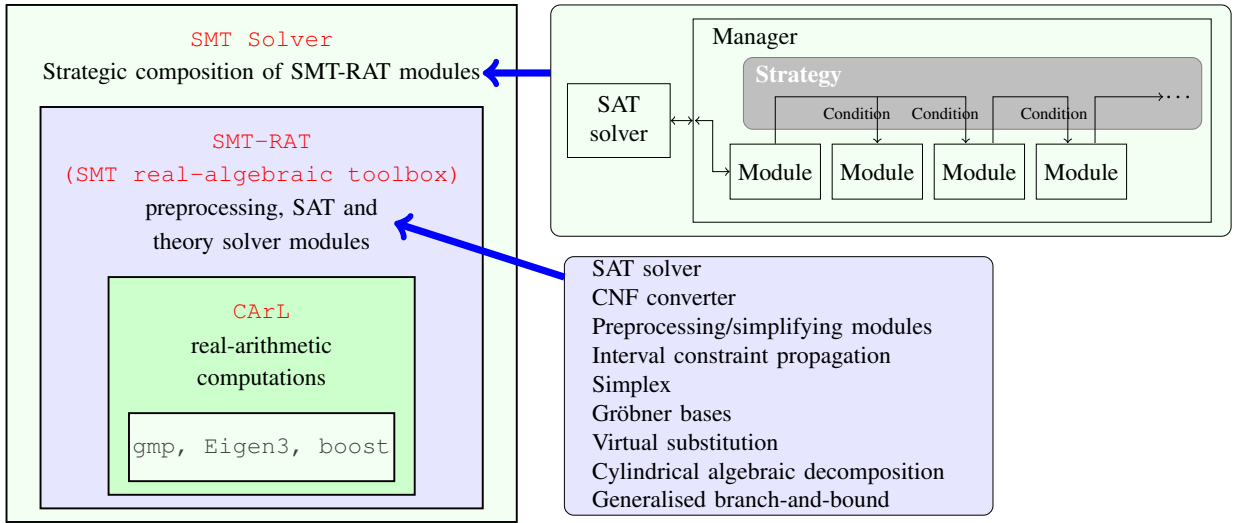 SMT Solver
Strategic composition of SMT-RAT modules
SMT-RAT
(SMT real-algebraic toolbox)
preprocessing, SAT and
theory solver modules
CArL
real-arithmetic
computations
gmp, Eigen3, boost
Manager
Strategy
SAT
solver
Condition
Condition
Condition
...
Module
Module
Module
Module
SAT solver
CNF converter
Preprocessing/simplifying modules
Interval constraint propagation
Simplex
Gröbner bases
Virtual substitution
Cylindrical algebraic decomposition
Generalised branch-and-bound